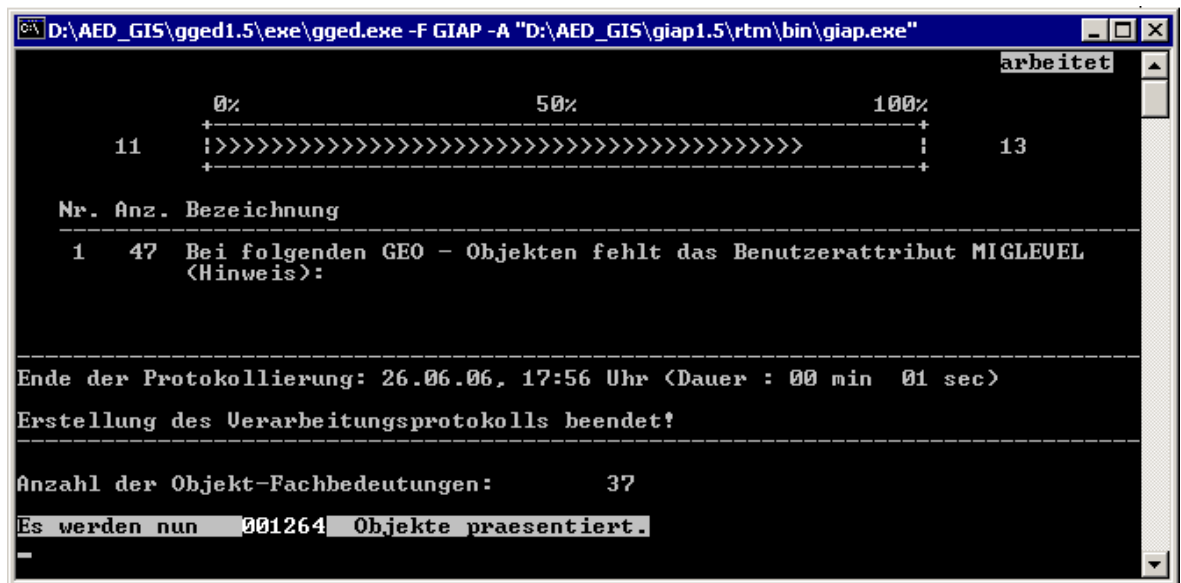 D:\AED_GIS\gged1.5\exe\gged.exe -F GIAP -A "D:\AED_GIS\giap1.5\rtm\bin\giap.exe"
arbeitet
0% 50% 100%
11 |>>>>>>>>>>>>>>>>>>>>>>>>>>>>>>>>>>>>>>>>>> | 13
Nr. Anz. Bezeichnung
1 47 Bei folgenden GEO - Objekten fehlt das Benutzerattribut MIGLEVEL
(Hinweis):
Ende der Protokollierung: 26.06.06, 17:56 Uhr (Dauer : 00 min 01 sec)
Erstellung des Verarbeitungsprotokolls beendet!
Anzahl der Objekt-Fachbedeutungen: 37
Es werden nun 001264 Objekte praesentiert.